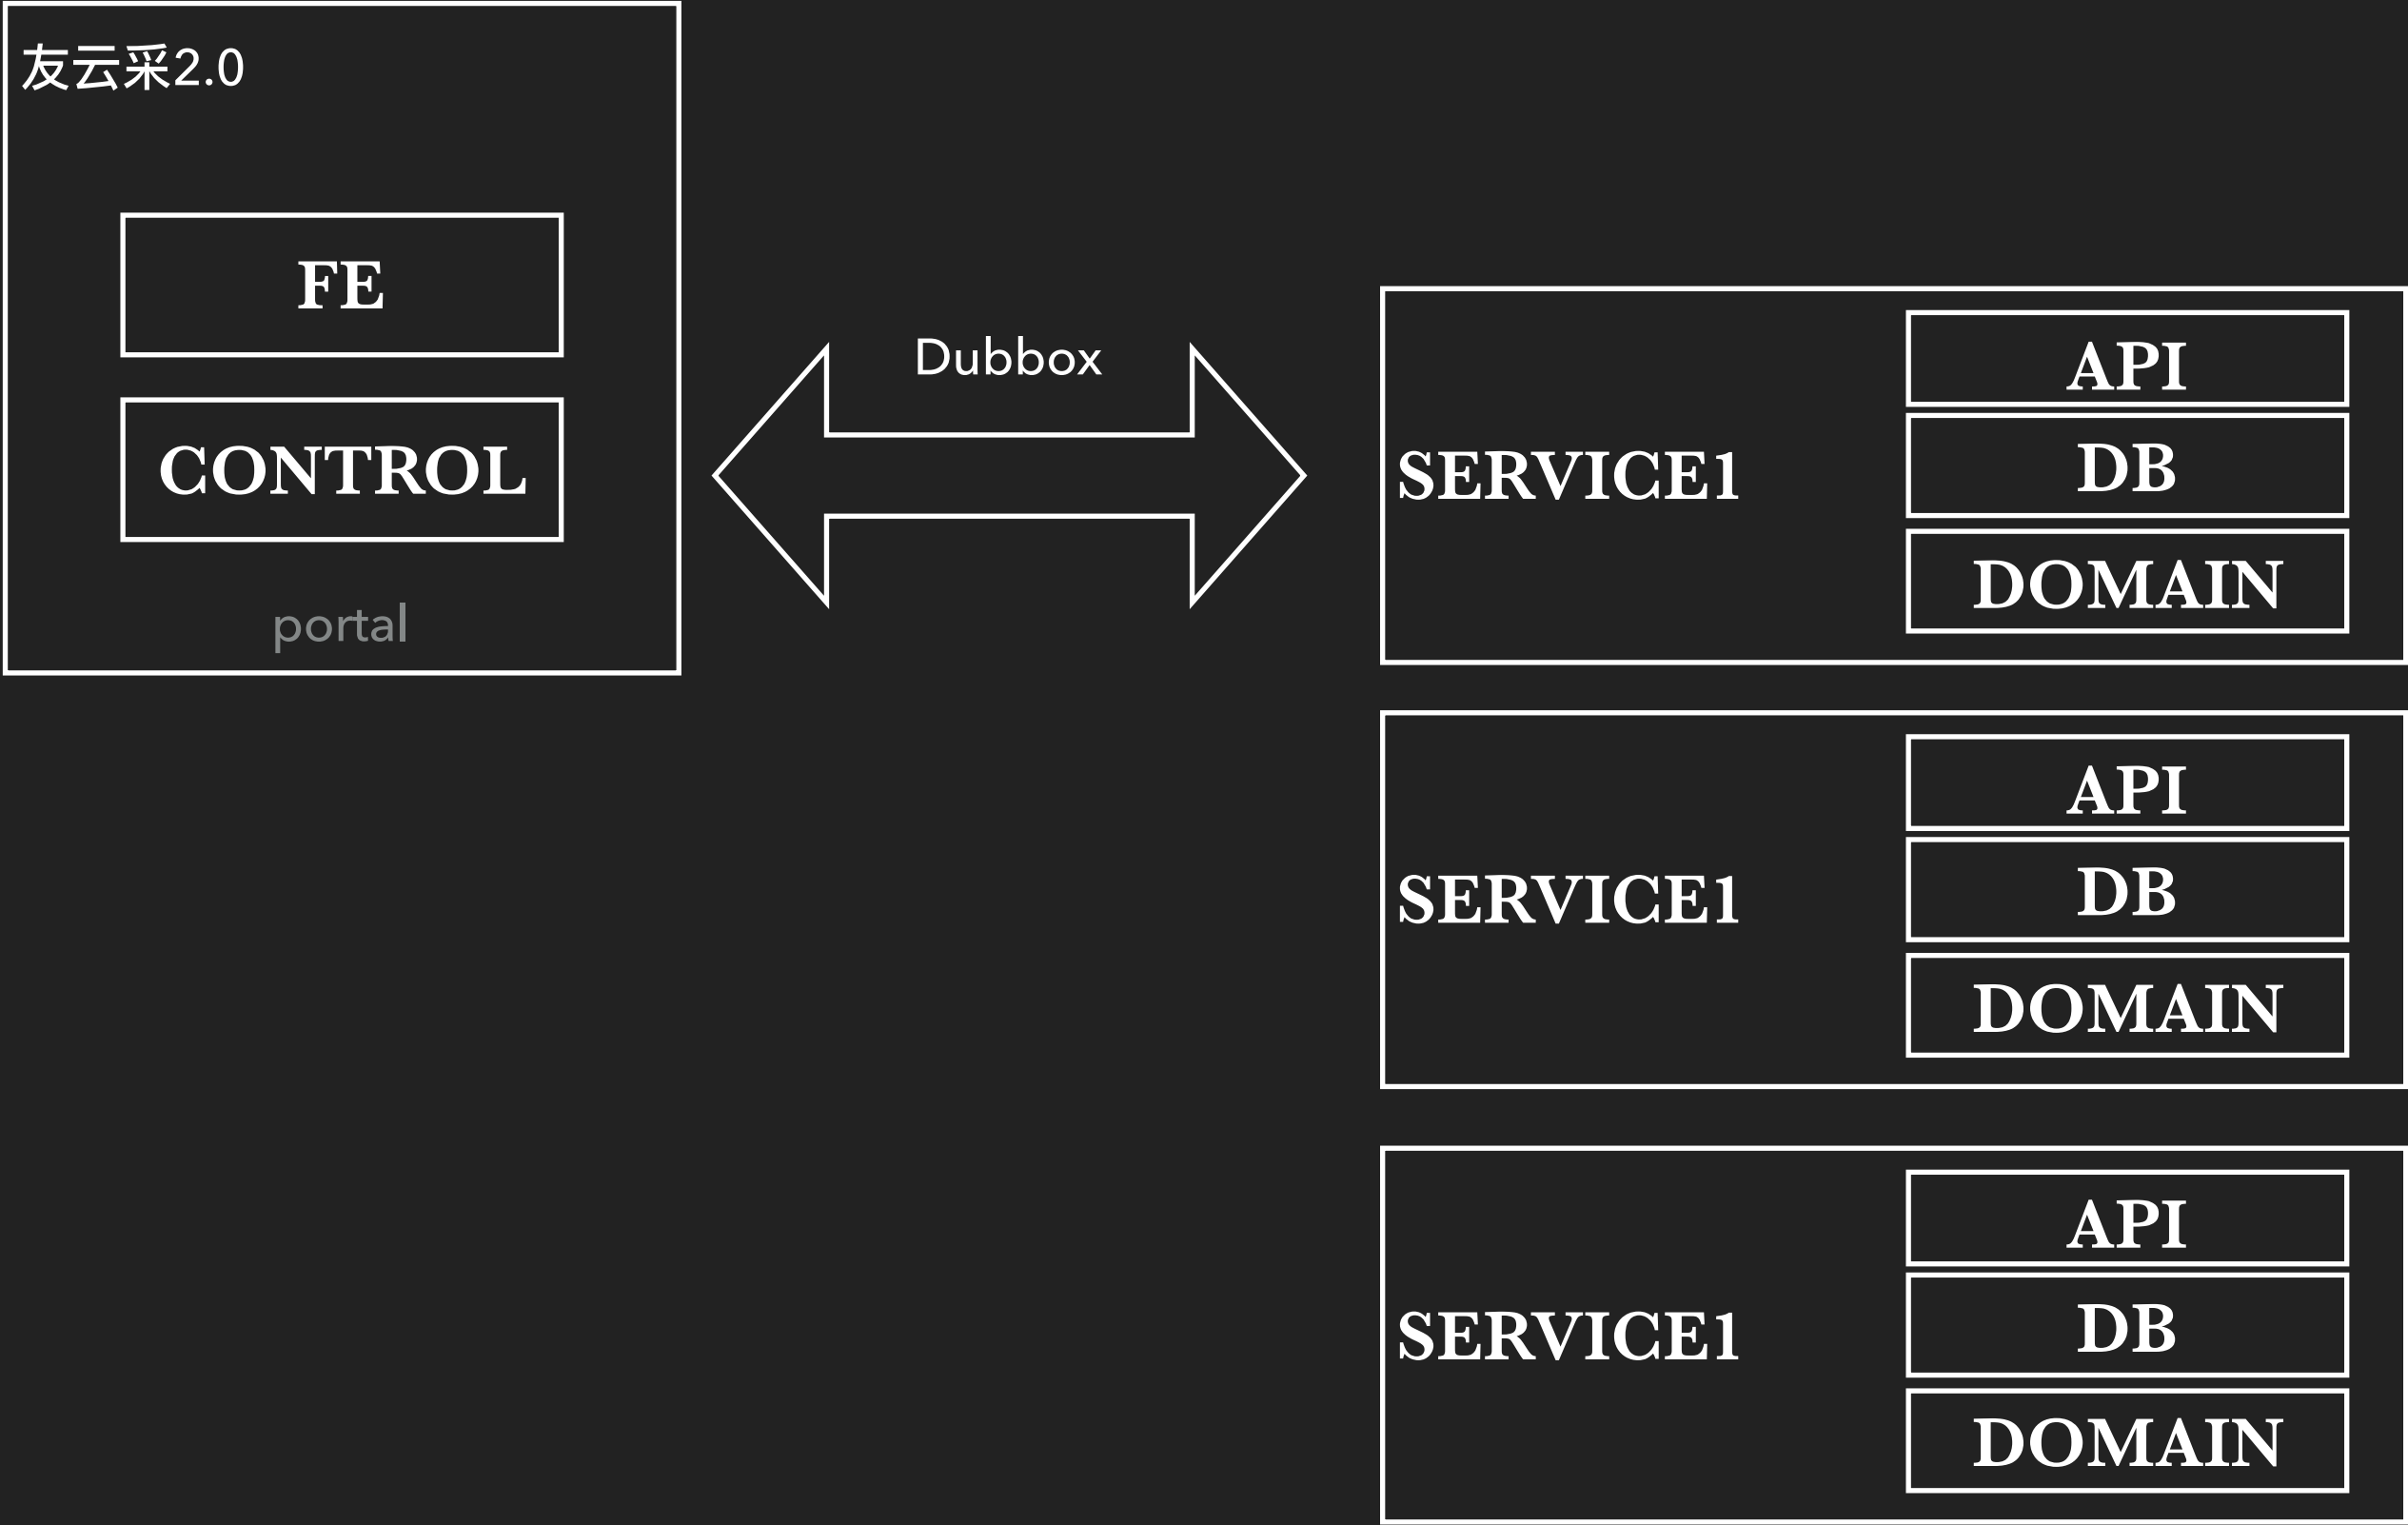 友云采2.0
FE
CONTROL
portal
Dubbox
SERVICE1
API
DB
DOMAIN
SERVICE1
API
DB
DOMAIN
SERVICE1
API
DB
DOMAIN